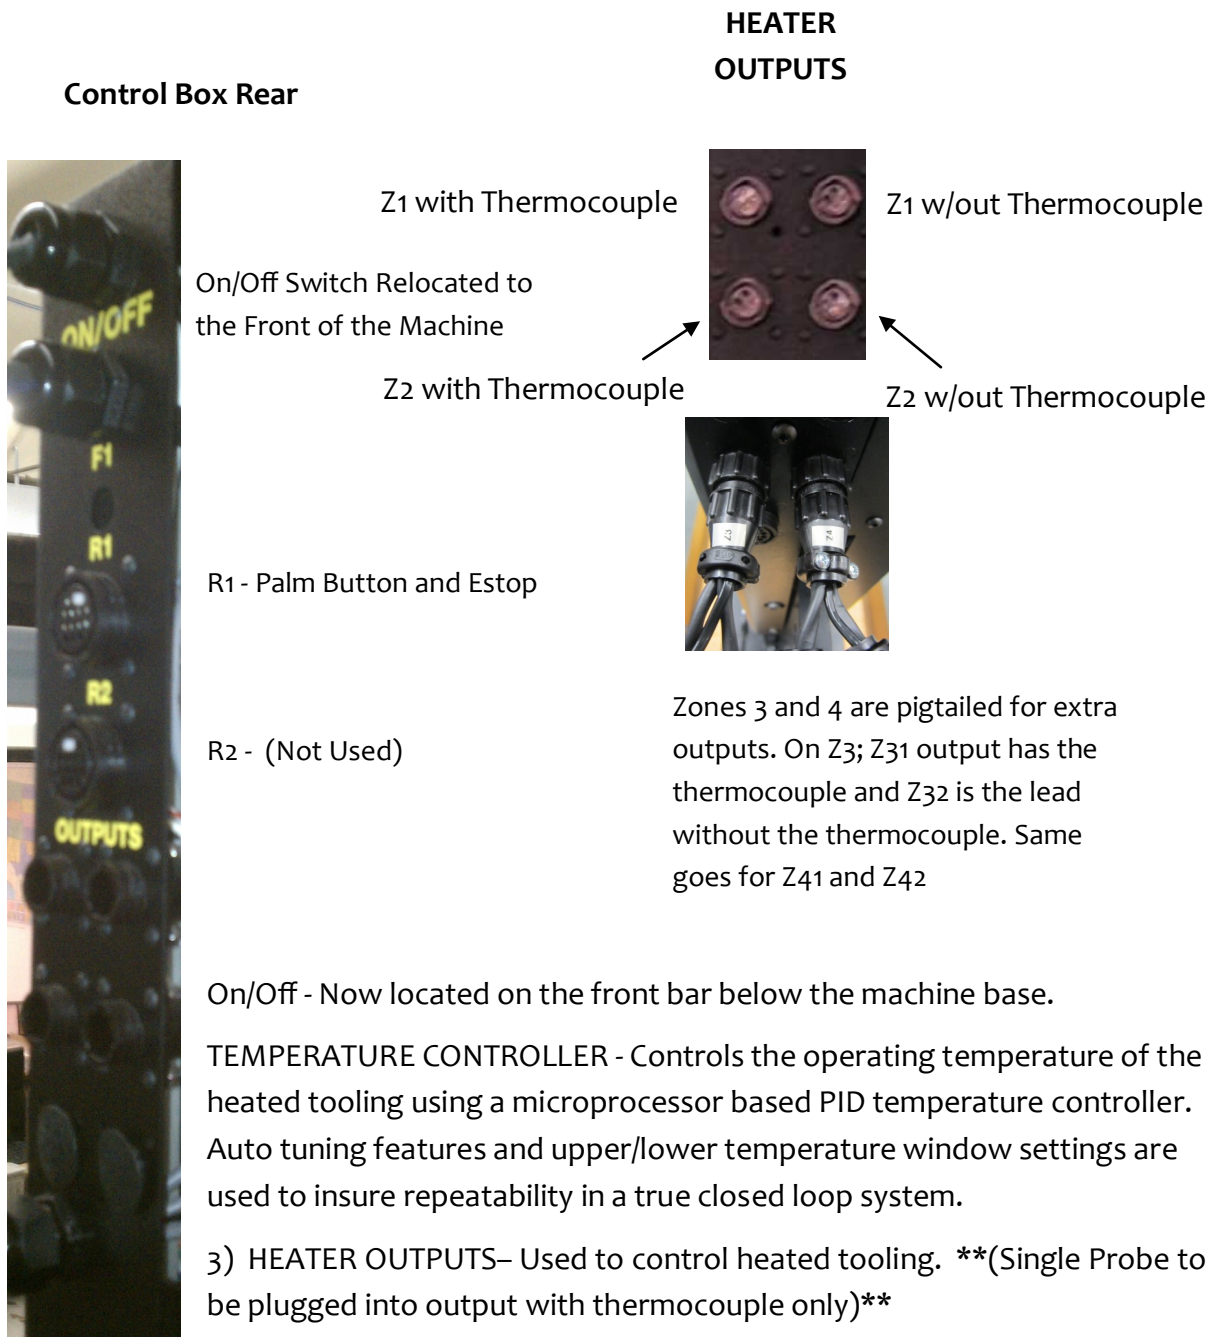 HEATER
OUTPUTS
Control Box Rear
Z1 with Thermocouple
Z1 w/out Thermocouple
On/Off Switch Relocated to
the Front of the Machine
Z2 with Thermocouple
Z2 w/out Thermocouple
ON/OFF
F1
R1
R2
OUTPUTS
Z3
Z4
R1 - Palm Button and Estop
R2 -  (Not Used)
Zones 3 and 4 are pigtailed for extra
outputs. On Z3; Z31 output has the
thermocouple and Z32 is the lead
without the thermocouple. Same
goes for Z41 and Z42
On/Off - Now located on the front bar below the machine base.
TEMPERATURE CONTROLLER - Controls the operating temperature of the
heated tooling using a microprocessor based PID temperature controller.
Auto tuning features and upper/lower temperature window settings are
used to insure repeatability in a true closed loop system.
3)  HEATER OUTPUTS– Used to control heated tooling.  **(Single Probe to
be plugged into output with thermocouple only)**